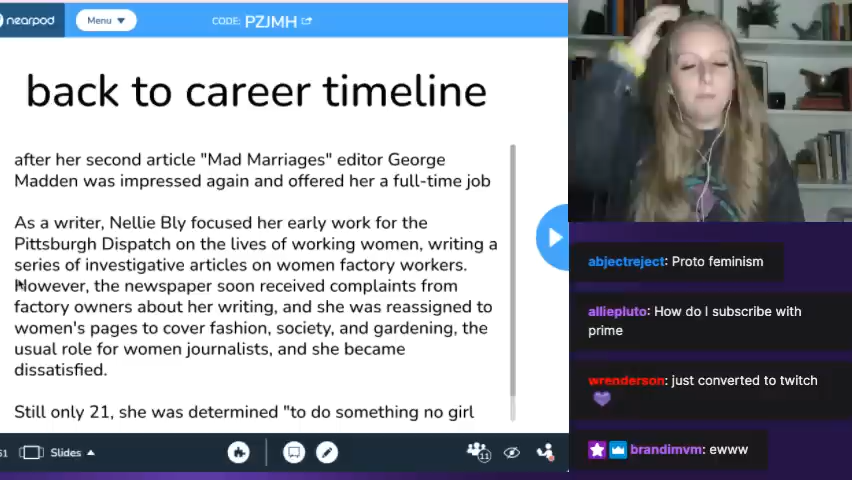 nearpod
Menu
CODE: PZJMH
back to career timeline
after her second article "Mad Marriages" editor George
Madden was impressed again and offered her a full-time job
As a writer, Nellie Bly focused her early work for the
Pittsburgh Dispatch on the lives of working women, writing a
series of investigative articles on women factory workers.
However, the newspaper soon received complaints from
factory owners about her writing, and she was reassigned to
women's pages to cover fashion, society, and gardening, the
usual role for women journalists, and she became
dissatisfied.
Still only 21, she was determined "to do something no girl
Slides
11
abjectreject: Proto feminism
alliepluto: How do I subscribe with
prime
wrenderson: just converted to twitch
brandimvm: ewww